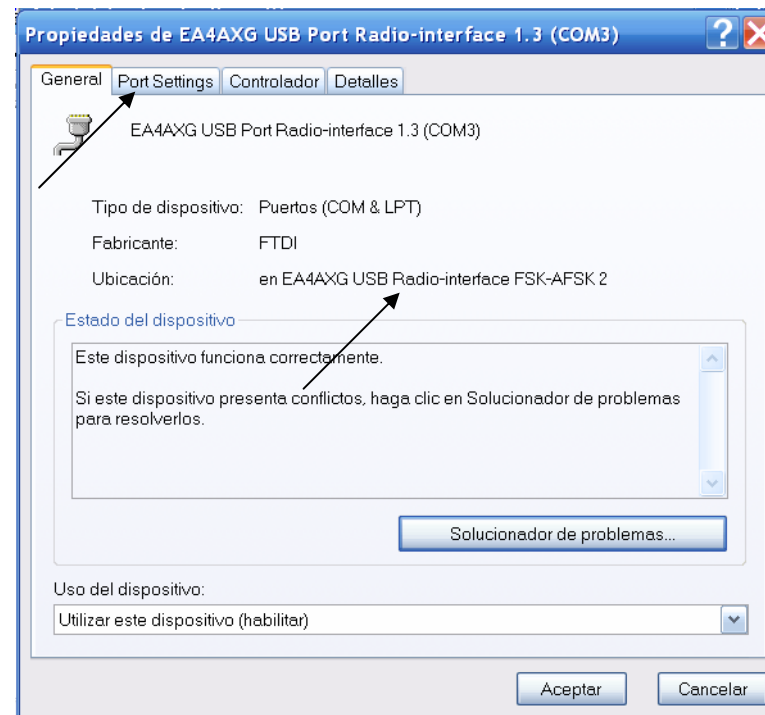 Propiedades de EA4AXG USB Port Radio-interface 1.3 (COM3)
General Port Settings Controlador Detalles
EA4AXG USB Port Radio-interface 1.3 (COM3)
Tipo de dispositivo: Puertos (COM & LPT)
Fabricante: FTDI
Ubicación: en EA4AXG USB Radio-interface FSK-AFSK 2
Estado del dispositivo
Este dispositivo funciona correctamente.
Si este dispositivo presenta conflictos, haga clic en Solucionador de problemas
para resolverlos.
Solucionador de problemas...
Uso del dispositivo:
Utilizar este dispositivo (habilitar)
Aceptar Cancelar